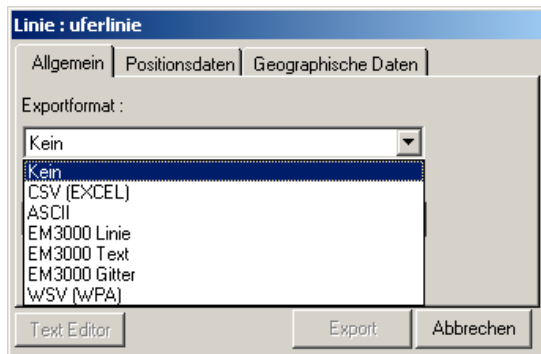 Linie : uferlinie
Allgemein Positionsdaten Geographische Daten
Exportformat :
Kein
Kein
CSV (EXCEL)
ASCII
EM3000 Linie
EM3000 Text
EM3000 Gitter
WSV (WPA)
Text Editor Export Abbrechen